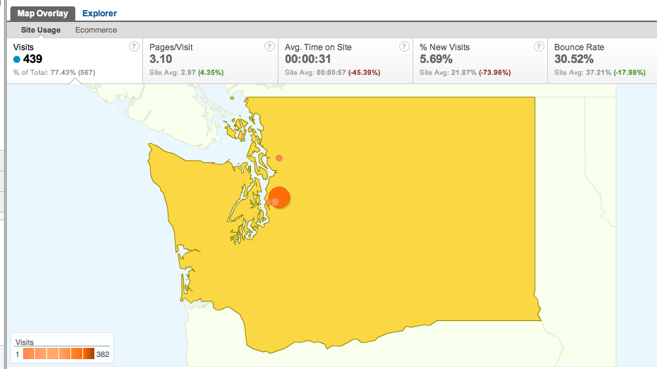 Map Overlay Explorer
Site Usage Ecommerce
Visits ? Pages/Visit ? Avg. Time on Site ? % New Visits ? Bounce Rate
439 3.10 00:00:31 5.69% 30.52%
% of Total: 77.43% (567) Site Avg: 2.97 (4.35%) Site Avg: 00:00:57 (-45.39%) Site Avg: 21.87% (-73.96%) Site Avg: 37.21% (-17.98%)
Visits
1 382